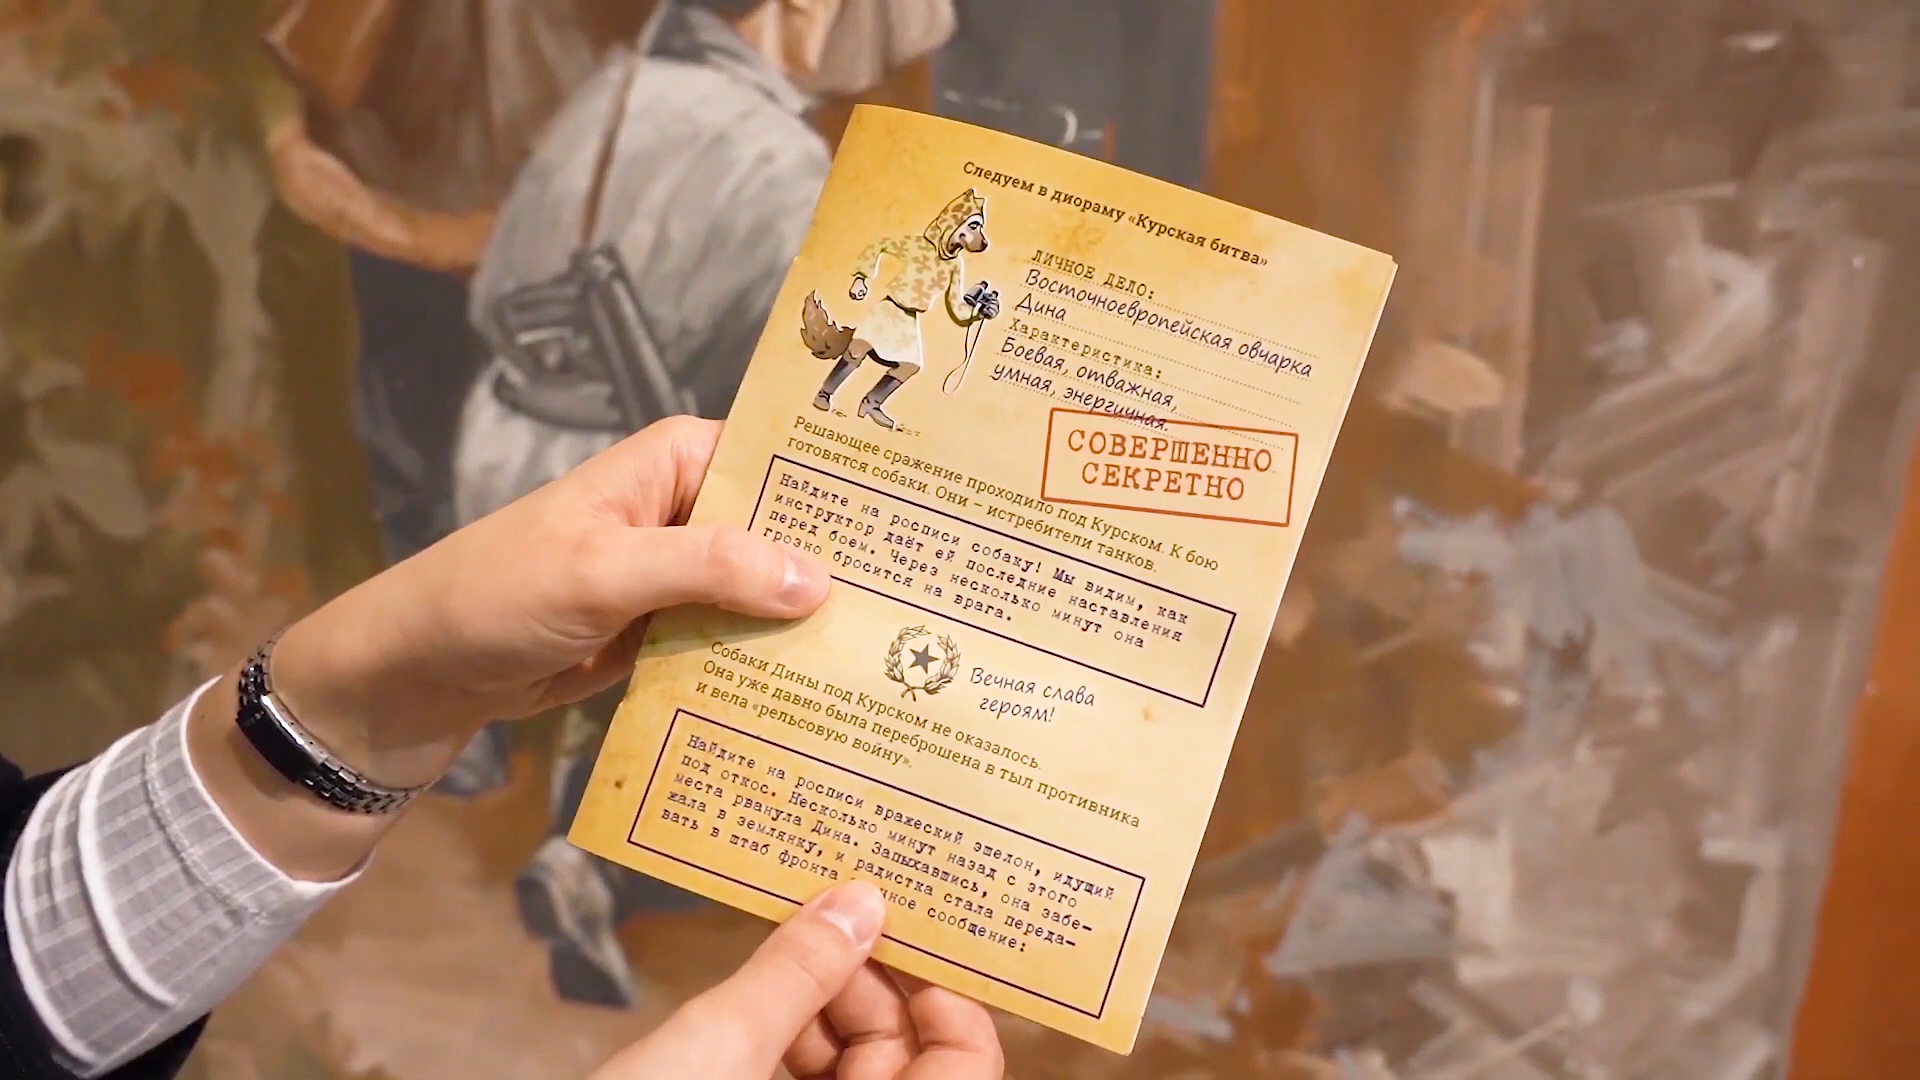 Следуем в диораму «Курская битва»
ЛИЧНОЕ ДЕЛО:
Восточноевропейская овчарка
Дина
Характеристика:
Боевая, отважная,
умная, энергичная.
СОВЕРШЕННО
СЕКРЕТНО
Решающее сражение проходило под Курском. К бою
готовятся собаки. Они – истребители танков.
Найдите на росписи собаку! Мы видим, как
инструктор даёт ей последние наставления
перед боем. Через несколько минут она
грозно бросится на врага.
Вечная слава
героям!
Собаки Дины под Курском не оказалось.
Она уже давно была переброшена в тыл противника
и вела «рельсовую войну».
Найдите на росписи вражеский эшелон, идущий
под откос. Несколько минут назад с этого
места рванула Дина. Запыхавшись, она забе-
жала в землянку, и радистка стала переда-
вать в штаб фронта сообщение: